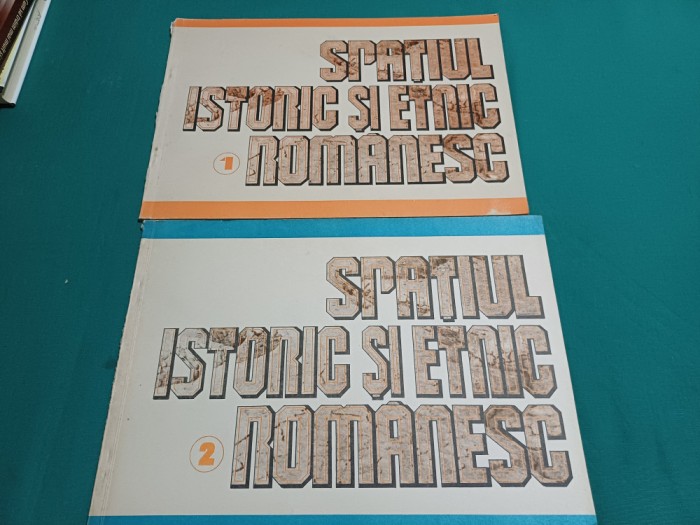 SPAȚIUL
ISTORIC ȘI ETNIC
1 ROMÂNESC
SPAȚIUL
ISTORIC ȘI ETNIC
2 ROMÂNESC